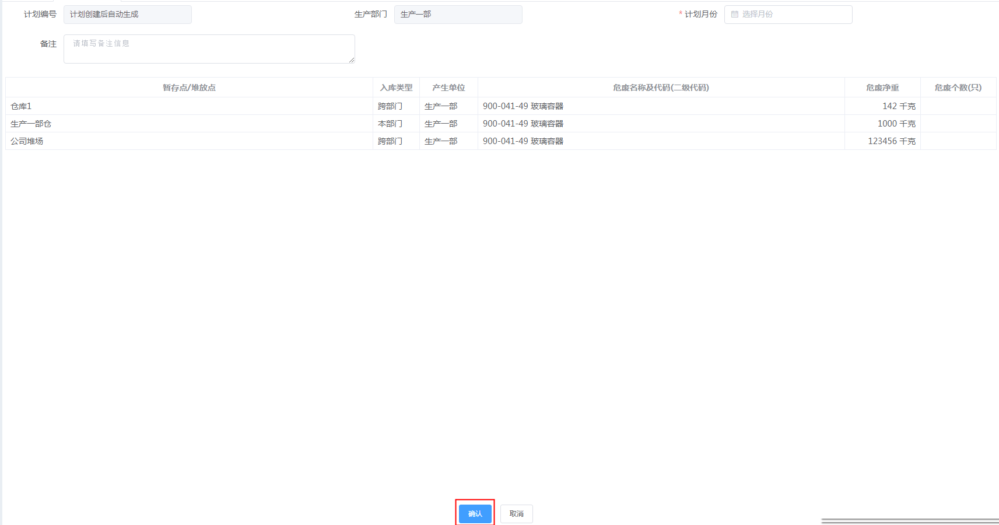 计划编号 计划创建后自动生成 生产部门 生产一部 * 计划月份 选择月份
备注 请填写备注信息
暂存点/堆放点 入库类型 产生单位 危废名称及代码(二级代码) 危废净重 危废个数(只)
仓库1 跨部门 生产一部 900-041-49 玻璃容器 142 千克
生产一部仓 本部门 生产一部 900-041-49 玻璃容器 1000 千克
公司堆场 跨部门 生产一部 900-041-49 玻璃容器 123456 千克
确认 取消